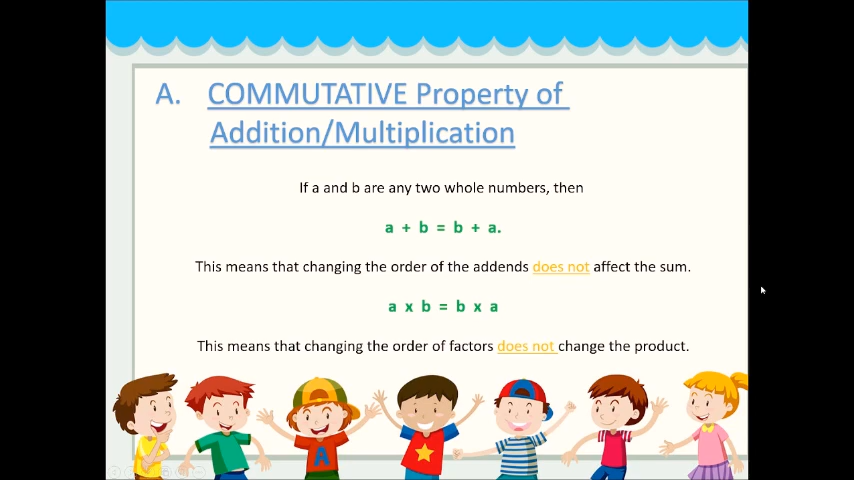 A. COMMUTATIVE Property of
Addition/Multiplication
If a and b are any two whole numbers, then
a + b = b + a.
This means that changing the order of the addends does not affect the sum.
a x b = b x a
This means that changing the order of factors does not change the product.
A